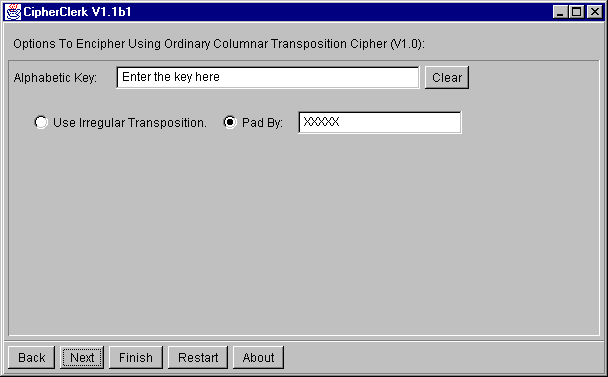 CipherClerk V1.1b1
Options To Encipher Using Ordinary Columnar Transposition Cipher (V1.0):
Alphabetic Key: Enter the key here Clear
Use Irregular Transposition. Pad By: XXXXX
Back Next Finish Restart About